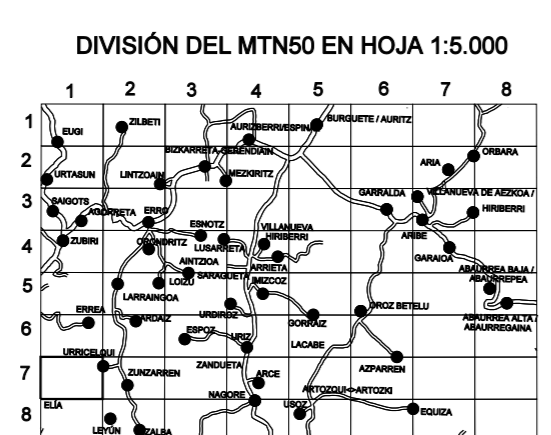 DIVISIÓN DEL MTN50 EN HOJA 1:5.000
1 2 3 4 5 6 7 8
1
ZILBETI
BURGUETE / AURITZ
EUGI
AURIZBERRI/ESPINAL
2
BIZKARRETA-GERENDIAIN
ORBARA
ARIA
URTASUN
LINTZOAIN
MEZKIRITZ
3
SAIGOTS
GARRALDA
VILLANUEVA DE AEZKOA /
HIRIBERRI
AGORRETA
ERRO
ESNOTZ
VILLANUEVA
HIRIBERRI
ARIBE
4
ZUBIRI
ORONDRITZ
LUSARRETA
GARAIOA
AINTZIOA
ARRIETA
ABAURREA BAJA /
ABAURREPEA
SARAGUETA
5
LOIZU
IMIZCOZ
LARRAINGOA
URDIROZ
OROZ BETELU
ERREA
ARDAIZ
GORRAIZ
ABAURREA ALTA /
ABAURREGAINA
6
ESPOZ
URIZ
LACABE
URRICELQUI
ZANDUETA
AZPARREN
7
ZUNZARREN
ARCE
ARTOZQUI<>ARTOZKI
NAGORE
ELÍA
USOZ
EQUIZA
8
LEYÚN
ZALBA